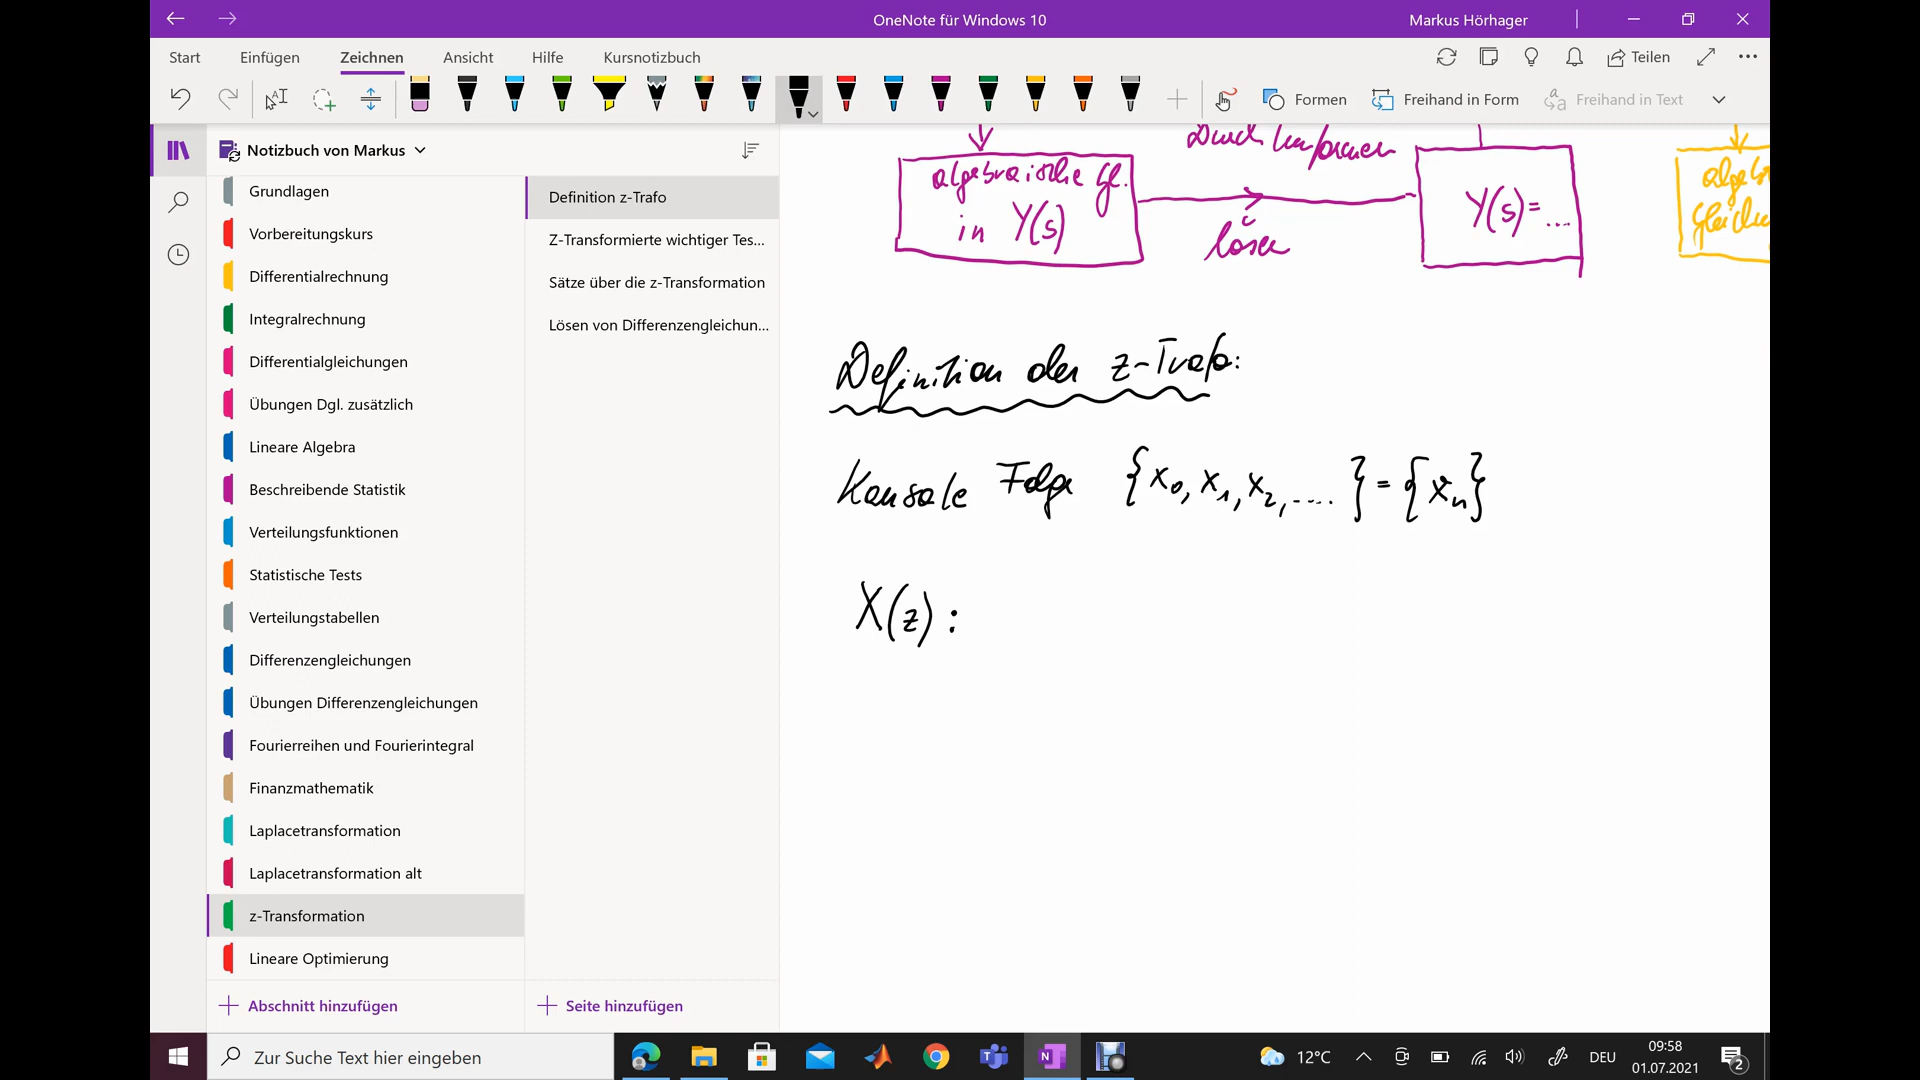 OneNote für Windows 10
Markus Hörhager
Start Einfügen Zeichnen Ansicht Hilfe Kursnotizbuch
Teilen
Formen Freihand in Form Freihand in Text
Notizbuch von Markus
Grundlagen
Vorbereitungskurs
Differentialrechnung
Integralrechnung
Differentialgleichungen
Übungen Dgl. zusätzlich
Lineare Algebra
Beschreibende Statistik
Verteilungsfunktionen
Statistische Tests
Verteilungstabellen
Differenzengleichungen
Übungen Differenzengleichungen
Fourierreihen und Fourierintegral
Finanzmathematik
Laplacetransformation
Laplacetransformation alt
z-Transformation
Lineare Optimierung
Abschnitt hinzufügen
Definition z-Trafo
Z-Transformierte wichtiger Tes...
Sätze über die z-Transformation
Lösen von Differenzengleichun...
Seite hinzufügen
Durch Umformen
algebraische Gl.
in Y(s)
lösen
Y(s)= ...
Definition der z-Trafo:
Kausale Folge {x₀, x₁, x₂, .... } = {xₙ}
X(z) :
Zur Suche Text hier eingeben
12°C
DEU
09:58
01.07.2021
2